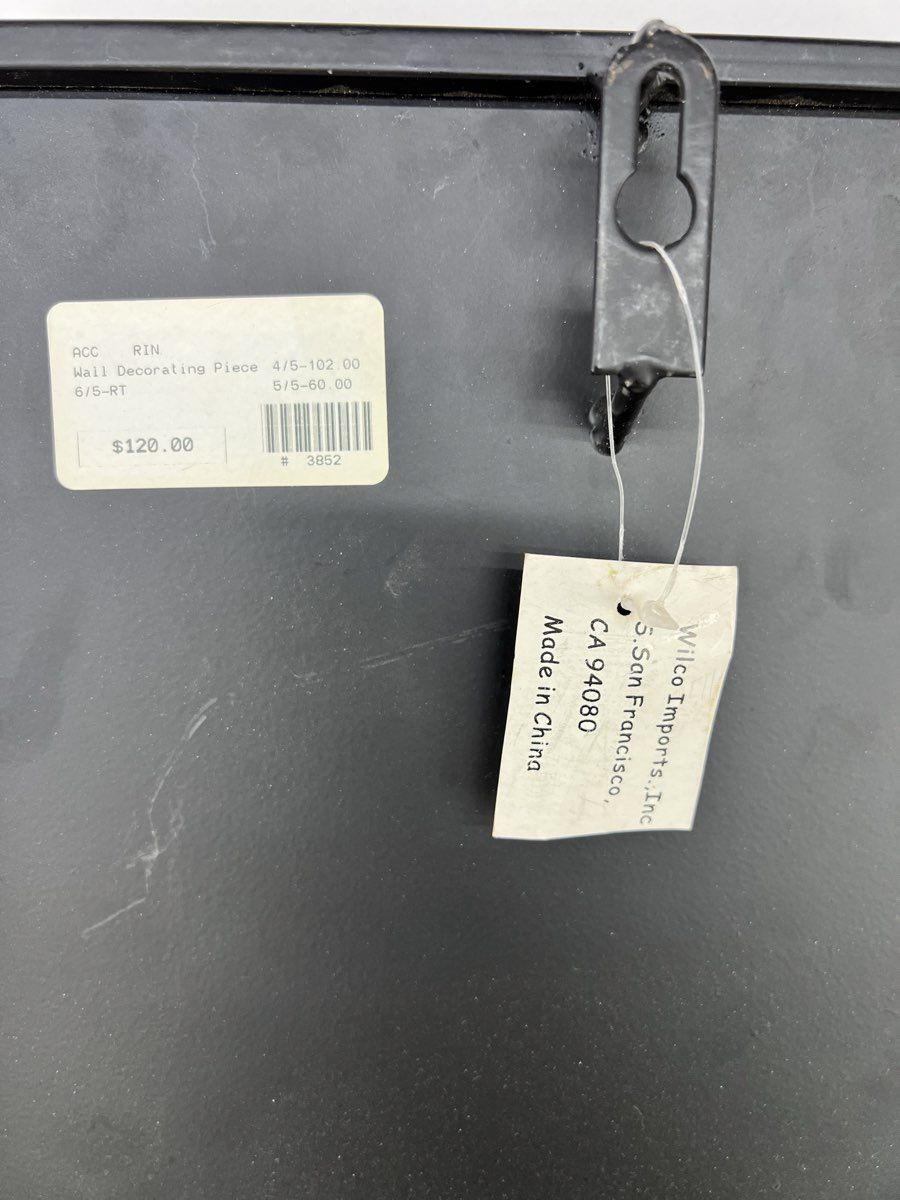 ACC RIN
Wall Decorating Piece 4/5-102.00
6/5-RT 5/5-60.00
$120.00
# 3852
Wilco Imports.,Inc
S.San Francisco,
CA 94080
Made in China